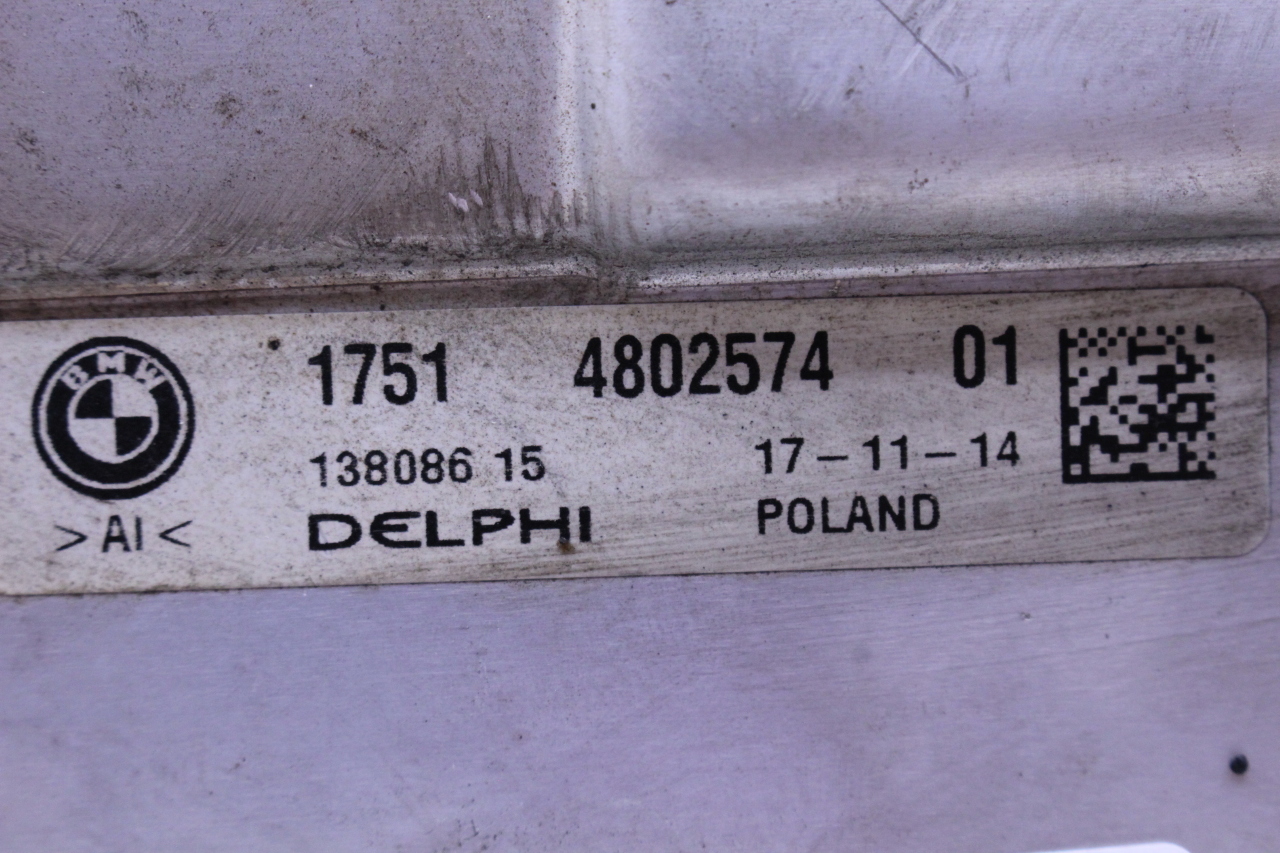 BMW
1751 4802574 01
138086 15 17-11-14
>AI< DELPHI POLAND